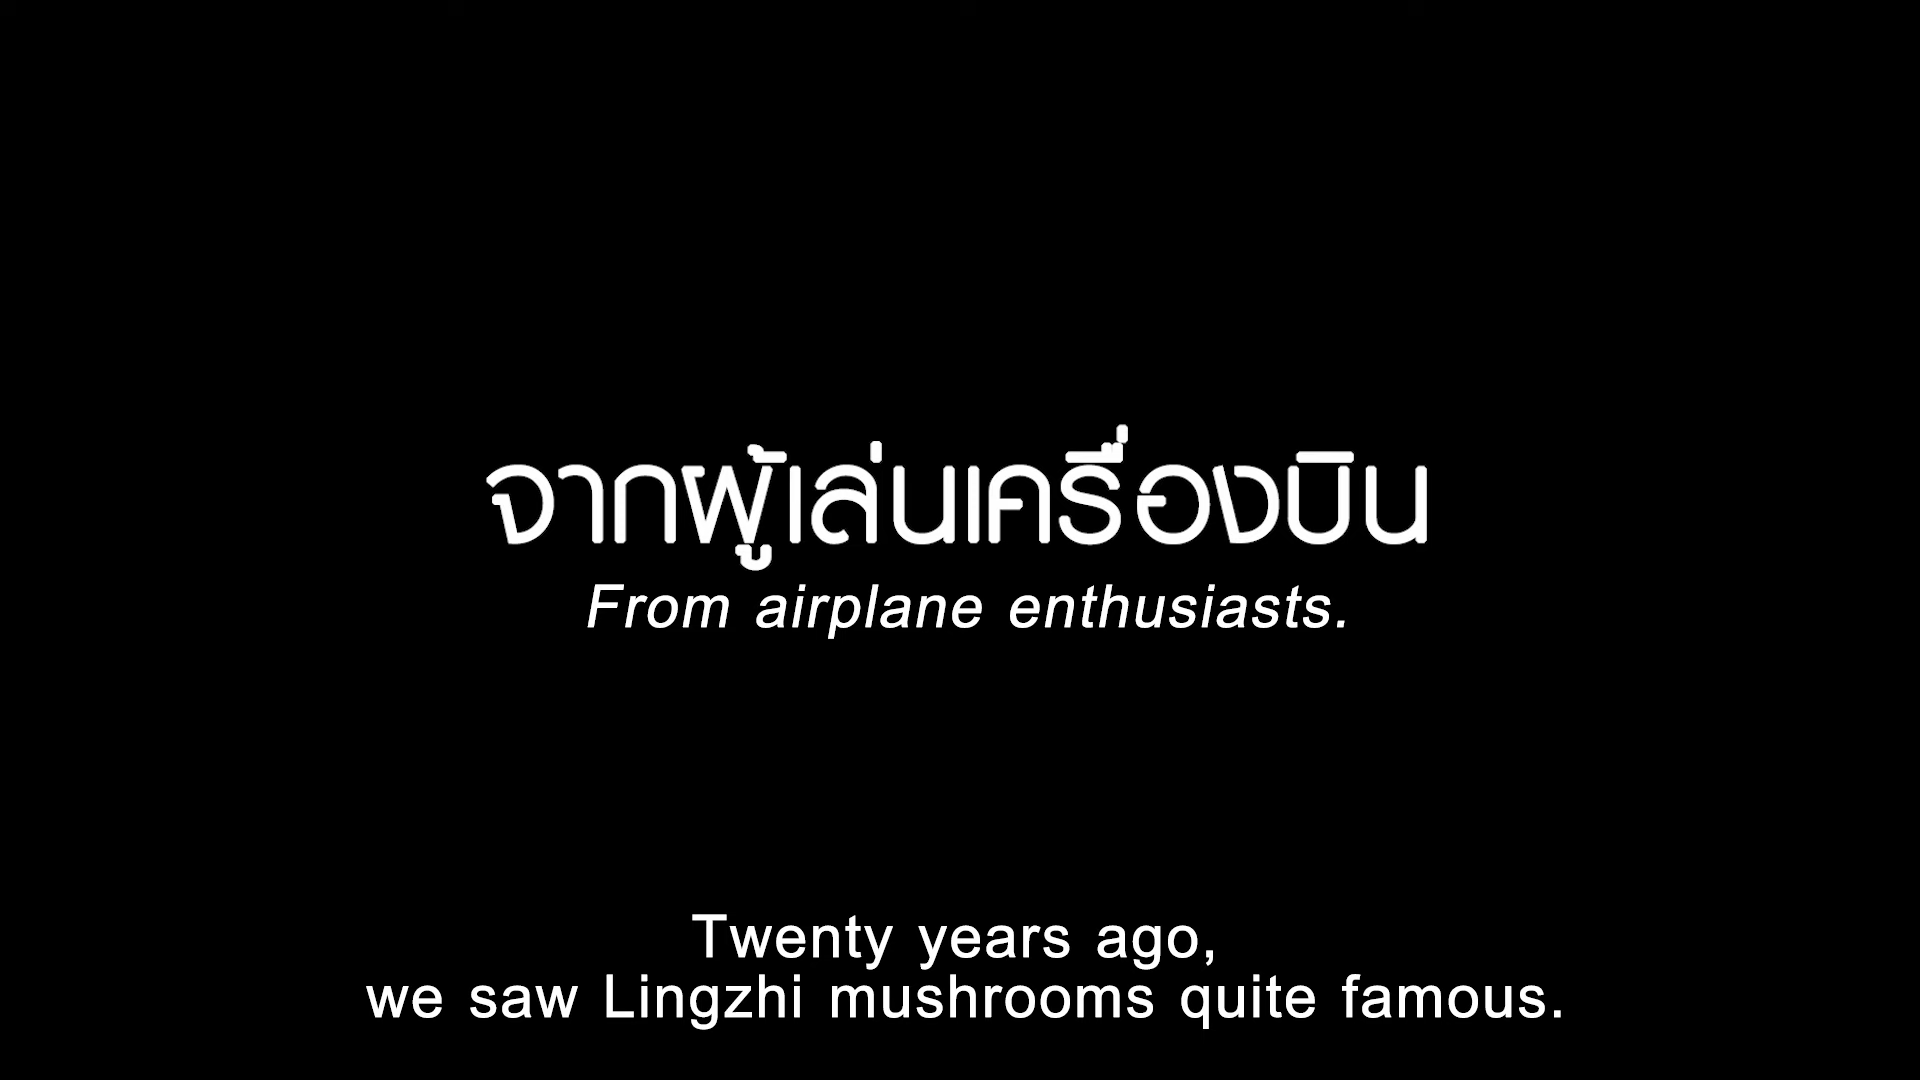 จากผู้เล่นเครื่องบิน
From airplane enthusiasts.
Twenty years ago,
we saw Lingzhi mushrooms quite famous.